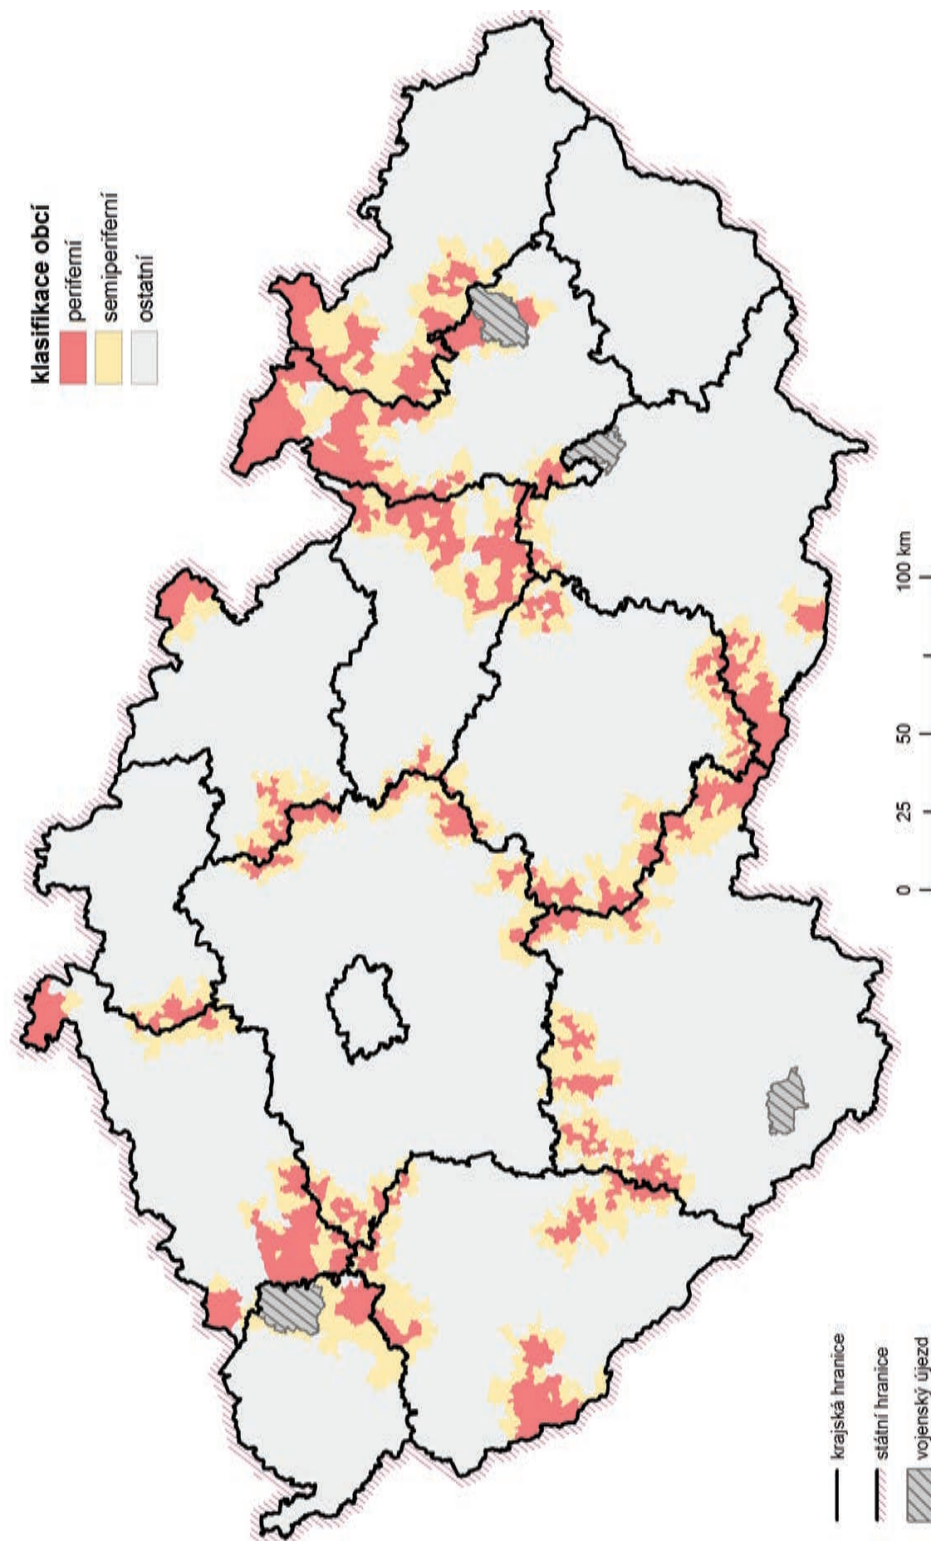 klasifikace obcí
periferní
semiperiferní
ostatní
krajská hranice
státní hranice
vojenský újezd
0 25 50 100 km